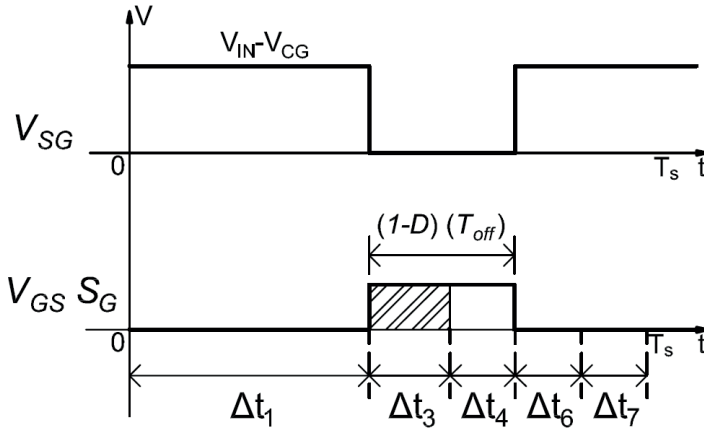 V
V_IN-V_CG
V_SG
0
T_s t
(1-D) (T_off)
V_GS S_G
0
T_s t
Δt_1 Δt_3 Δt_4 Δt_6 Δt_7